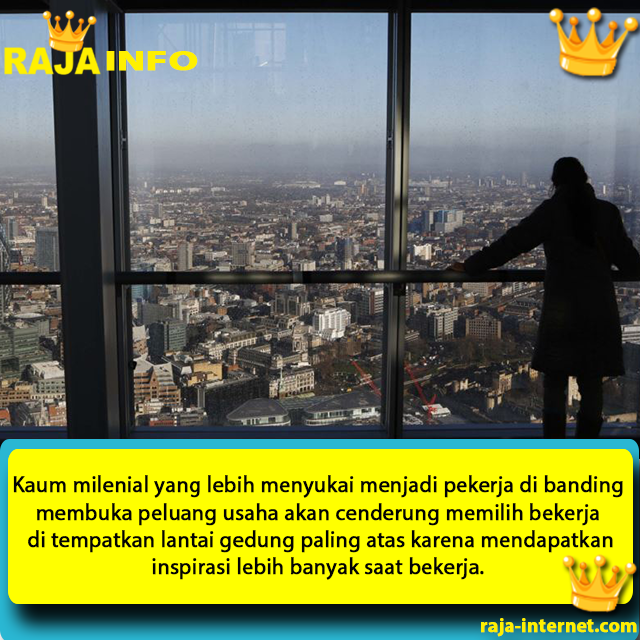 RAJA INFO
Kaum milenial yang lebih menyukai menjadi pekerja di banding
membuka peluang usaha akan cenderung memilih bekerja
di tempatkan lantai gedung paling atas karena mendapatkan
inspirasi lebih banyak saat bekerja.
raja-internet.com